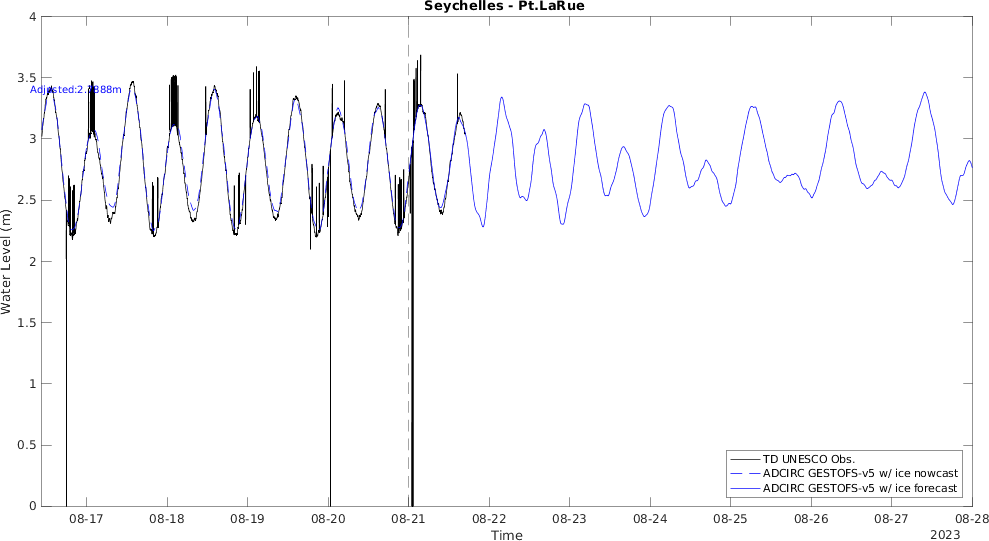 Seychelles - Pt.LaRue
4
3.5
3
2.5
2
1.5
1
0.5
0
Water Level (m)
08-17 08-18 08-19 08-20 08-21 08-22 08-23 08-24 08-25 08-26 08-27 08-28
Time
2023
TD UNESCO Obs.
ADCIRC GESTOFS-v5 w/ ice nowcast
ADCIRC GESTOFS-v5 w/ ice forecast